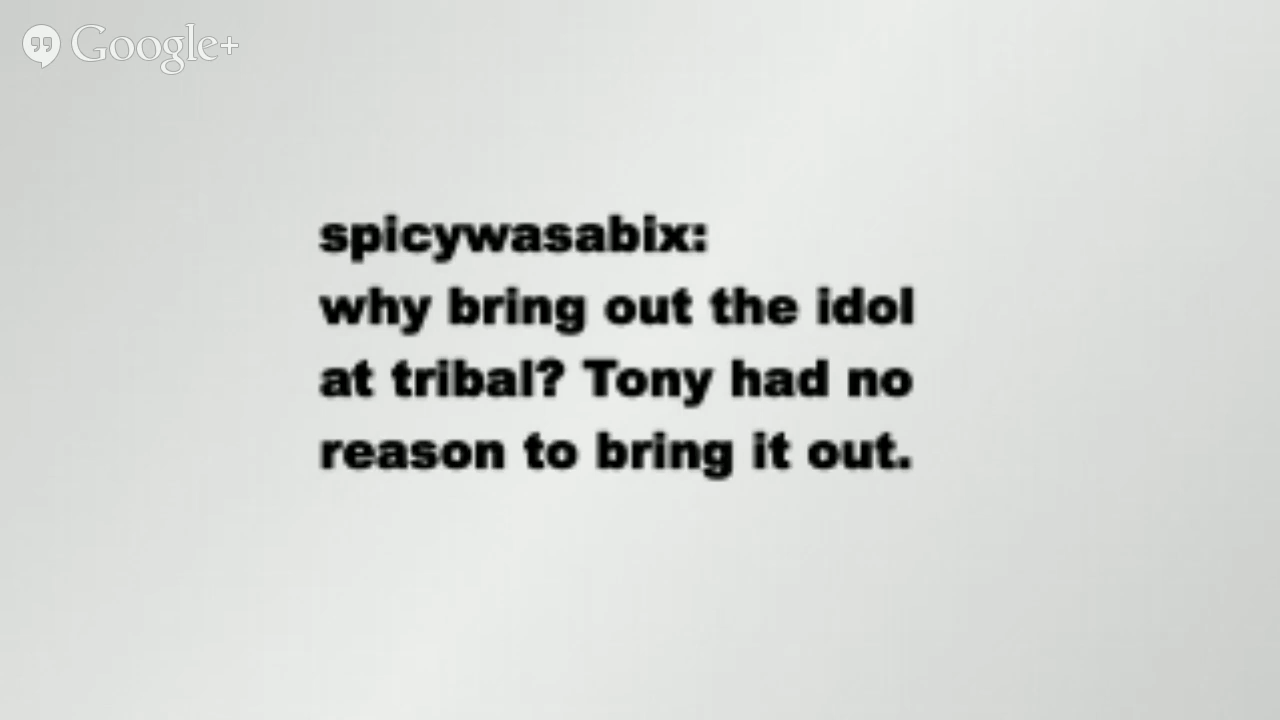 Google+
spicywasabix:
why bring out the idol
at tribal? Tony had no
reason to bring it out.